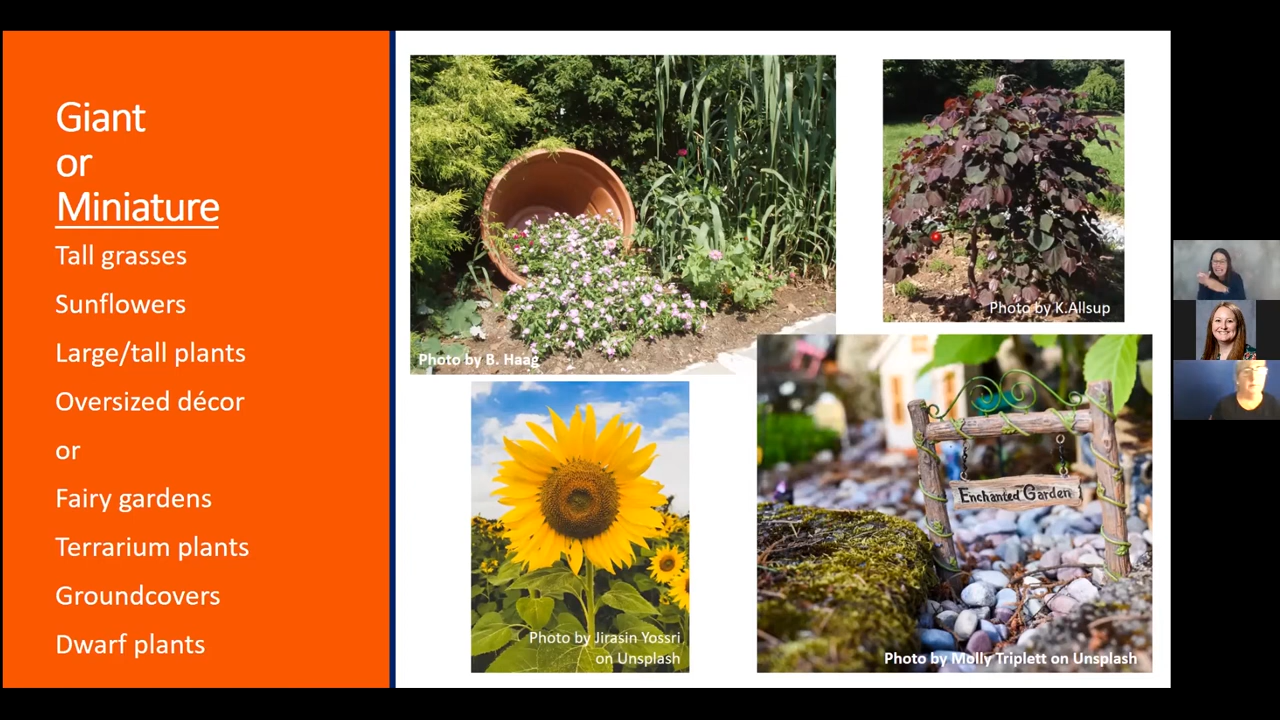 Giant
or
Miniature
Tall grasses
Sunflowers
Large/tall plants
Oversized décor
or
Fairy gardens
Terrarium plants
Groundcovers
Dwarf plants
Photo by B. Haag
Photo by K.Allsup
Photo by Jirasin Yossri
on Unsplash
Enchanted Garden
Photo by Molly Triplett on Unsplash